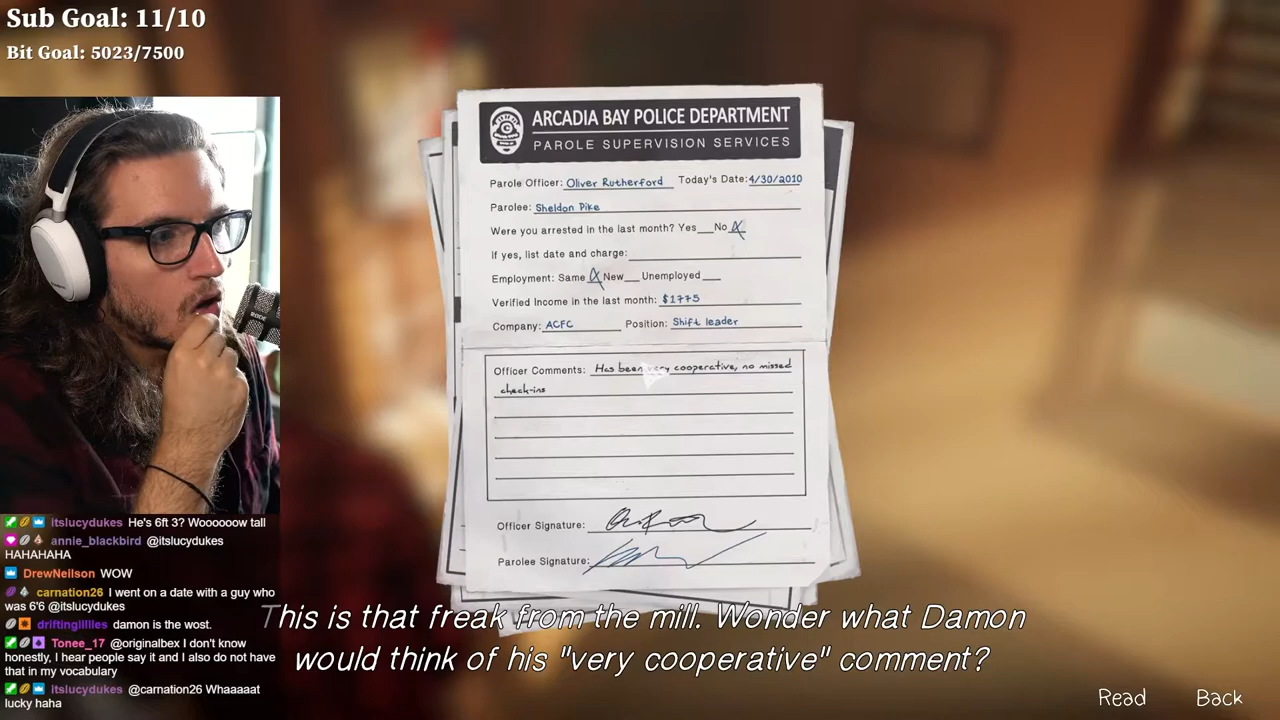 Sub Goal: 11/10
Bit Goal: 5023/7500
ARCADIA BAY POLICE DEPARTMENT
PAROLE SUPERVISION SERVICES
Parole Officer: Oliver Rutherford Today's Date: 4/30/2010
Parolee: Sheldon Pike
Were you arrested in the last month? Yes No X
If yes, list date and charge:
Employment: Same X New Unemployed
Verified Income in the last month: $1775
Company: ACFC Position: Shift leader
Officer Comments: Has been very cooperative, no missed
check-ins
Officer Signature:
Parolee Signature:
This is that freak from the mill. Wonder what Damon
would think of his "very cooperative" comment?
Read Back
itslucydukes He's 6ft 3? Woooooow tall
annie_blackbird @itslucydukes
HAHAHAHA
DrewNeilson WOW
carnation26 I went on a date with a guy who
was 6'6 @itslucydukes
driftinglillies damon is the wost.
Tonee_17 @originalbex I don't know
honestly, I hear people say it and I also do not have
that in my vocabulary
itslucydukes @carnation26 Whaaaaat
lucky haha